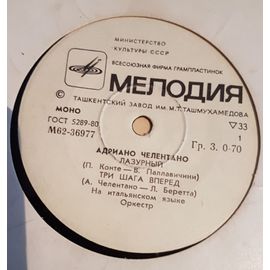 МИНИСТЕРСТВО
КУЛЬТУРЫ СССР
ВСЕСОЮЗНАЯ ФИРМА ГРАМПЛАСТИНОК
МЕЛОДИЯ
© ТАШКЕНТСКИЙ ЗАВОД ИМ. М.Т. ТАШМУХАМЕДОВА
МОНО
ГОСТ 5289-80
М62-36977
▽33
1
Гр. 3. 0-70
АДРИАНО ЧЕЛЕНТАНО
ЛАЗУРНЫЙ
(П. Конте—В. Паллавичини)
ТРИ ШАГА ВПЕРЕД
(А. Челентано—Л. Беретта)
На итальянском языке
Оркестр